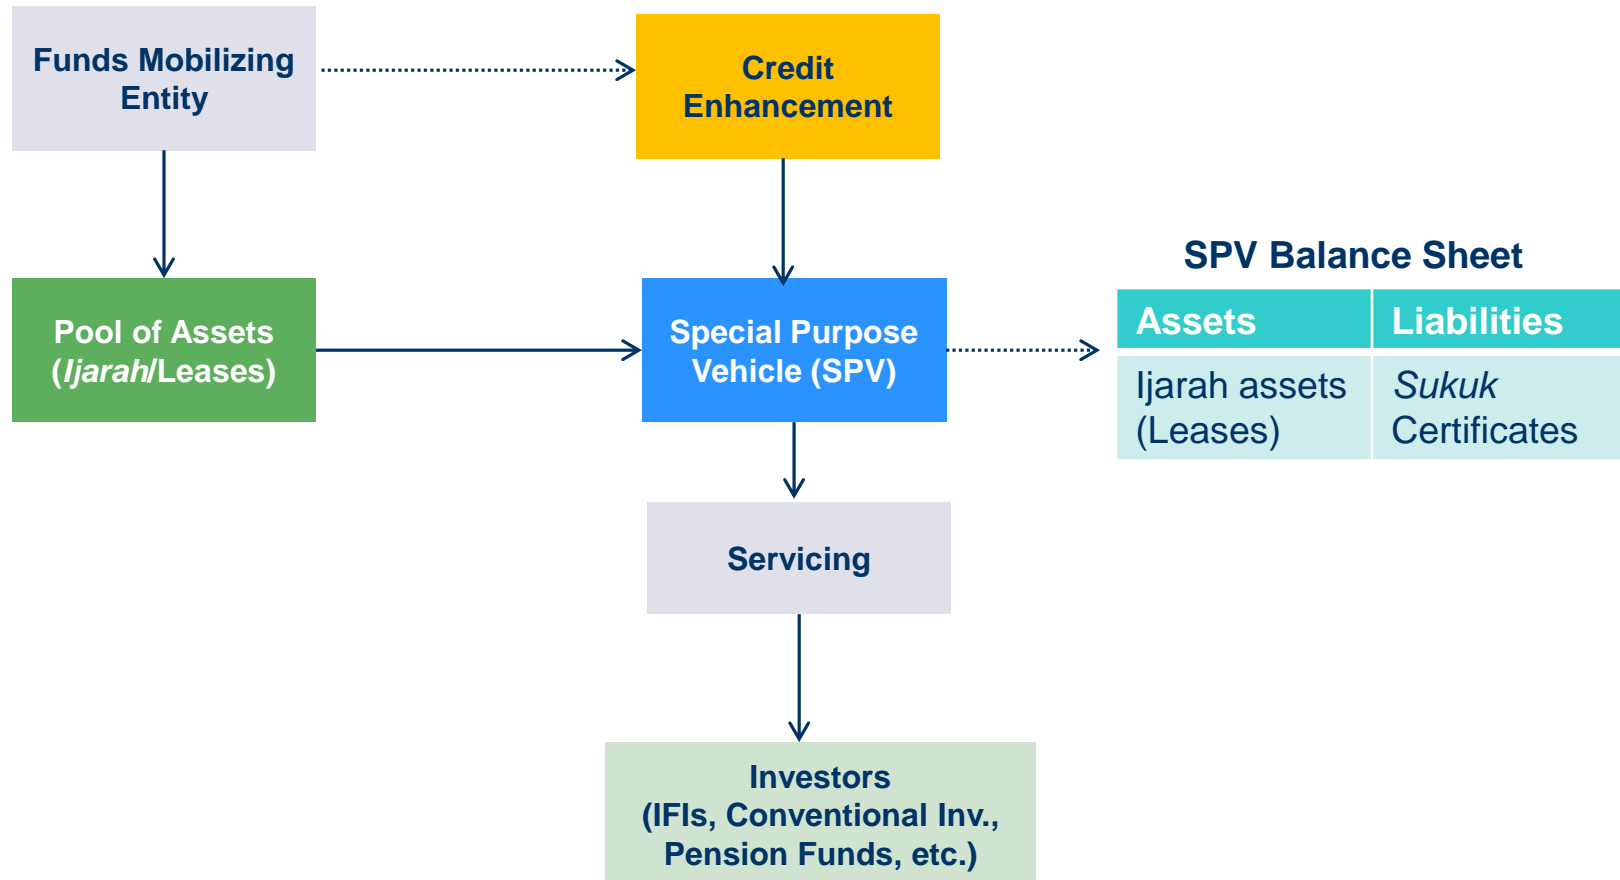 Funds Mobilizing
Entity
Credit
Enhancement
Pool of Assets
(Ijarah/Leases)
Special Purpose
Vehicle (SPV)
SPV Balance Sheet
Assets
Liabilities
Ijarah assets
(Leases)
Sukuk
Certificates
Servicing
Investors
(IFIs, Conventional Inv.,
Pension Funds, etc.)